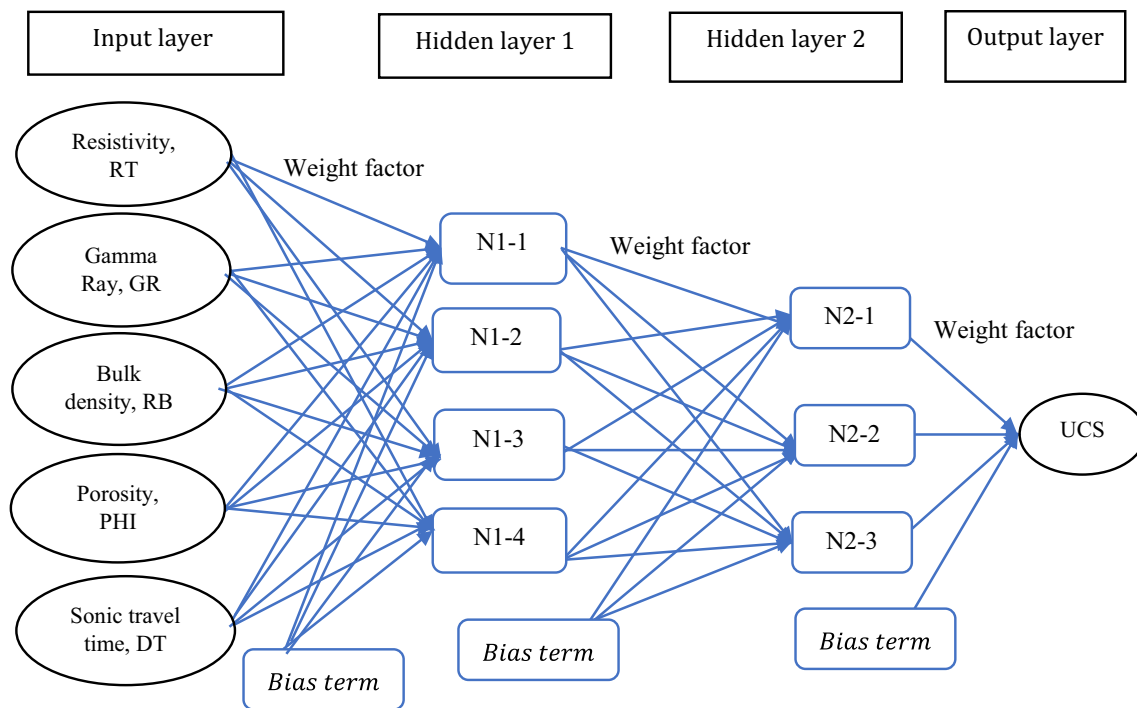 Input layer
Hidden layer 1
Hidden layer 2
Output layer
Resistivity,
RT
Weight factor
Gamma
Ray, GR
N1-1
Weight factor
Bulk
density, RB
N1-2
N2-1
Weight factor
Porosity,
PHI
N1-3
N2-2
UCS
Sonic travel
time, DT
N1-4
N2-3
Bias term
Bias term
Bias term